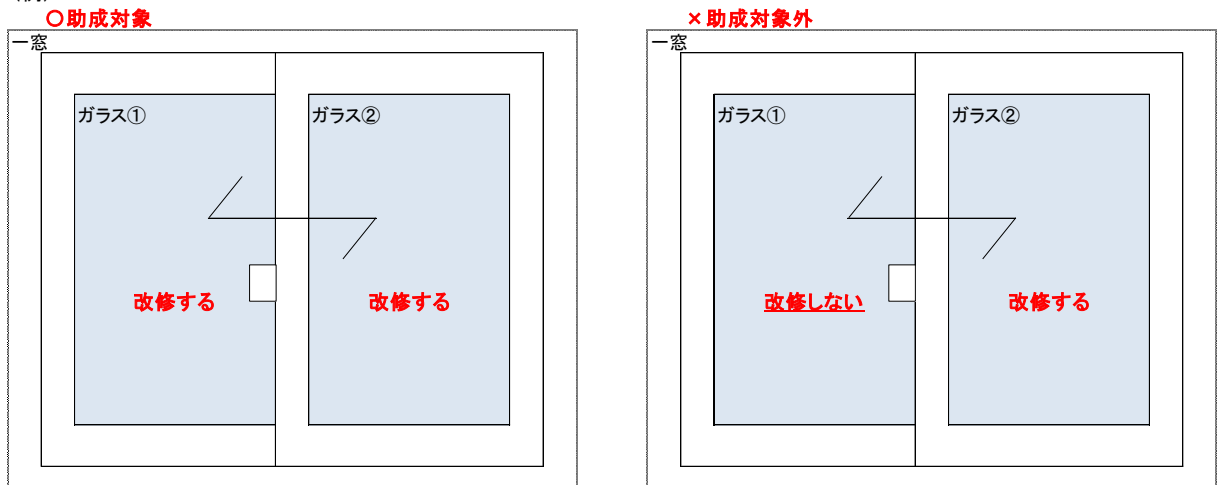 〇助成対象
×助成対象外
一窓
一窓
ガラス①
ガラス②
ガラス①
ガラス②
改修する
改修する
改修しない
改修する